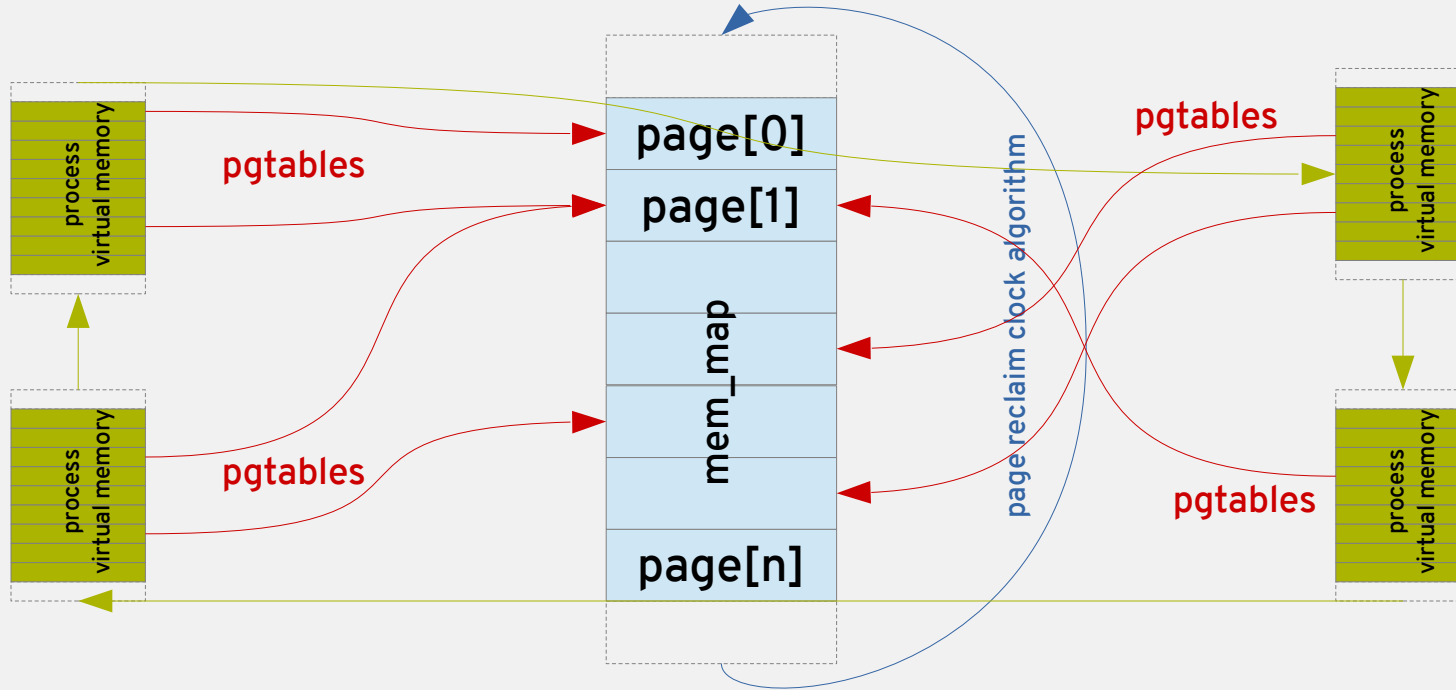 process
virtual memory
pgtables
process
virtual memory
pgtables
page[0]
page[1]
mem_map
page[n]
page reclaim clock algorithm
pgtables
process
virtual memory
pgtables
process
virtual memory